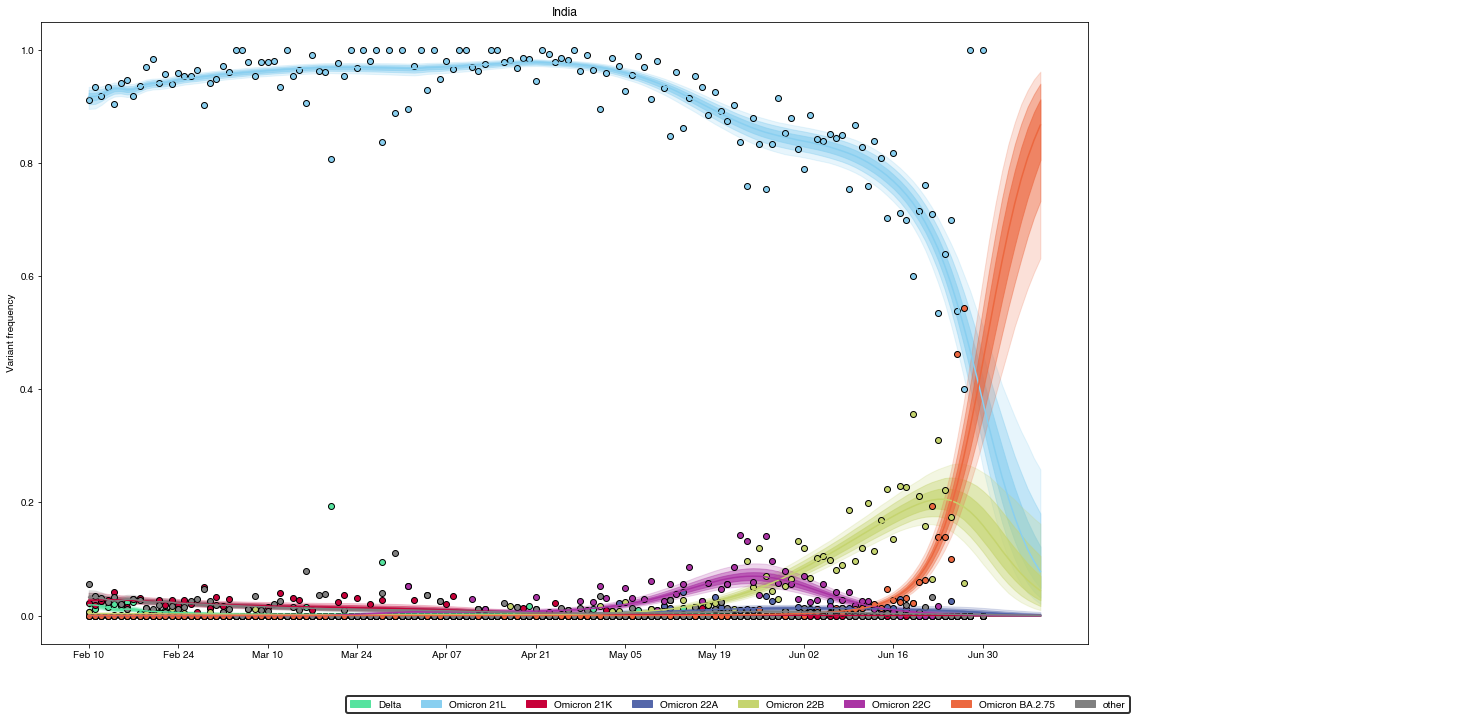 India
Variant frequency
1.0
0.8
0.6
0.4
0.2
0.0
Feb 10 Feb 24 Mar 10 Mar 24 Apr 07 Apr 21 May 05 May 19 Jun 02 Jun 16 Jun 30
Delta Omicron 21L Omicron 21K Omicron 22A Omicron 22B Omicron 22C Omicron BA.2.75 other